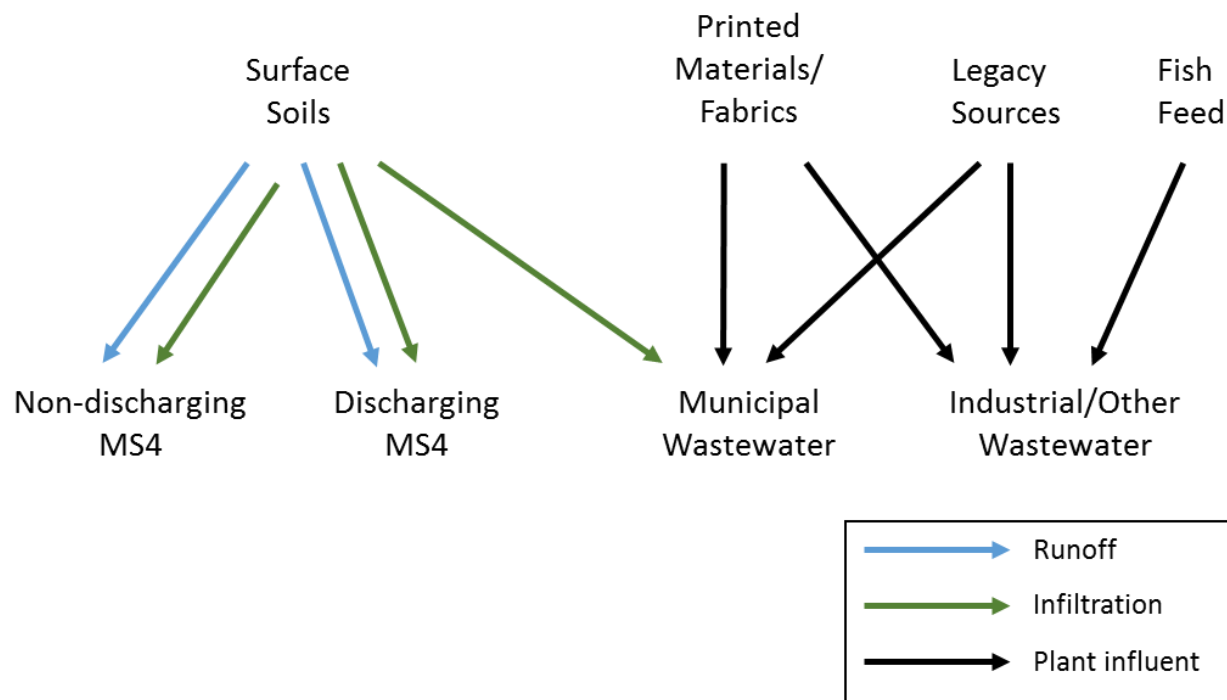 Surface
Soils
Printed
Materials/
Fabrics
Legacy
Sources
Fish
Feed
Non-discharging
MS4
Discharging
MS4
Municipal
Wastewater
Industrial/Other
Wastewater
Runoff
Infiltration
Plant influent